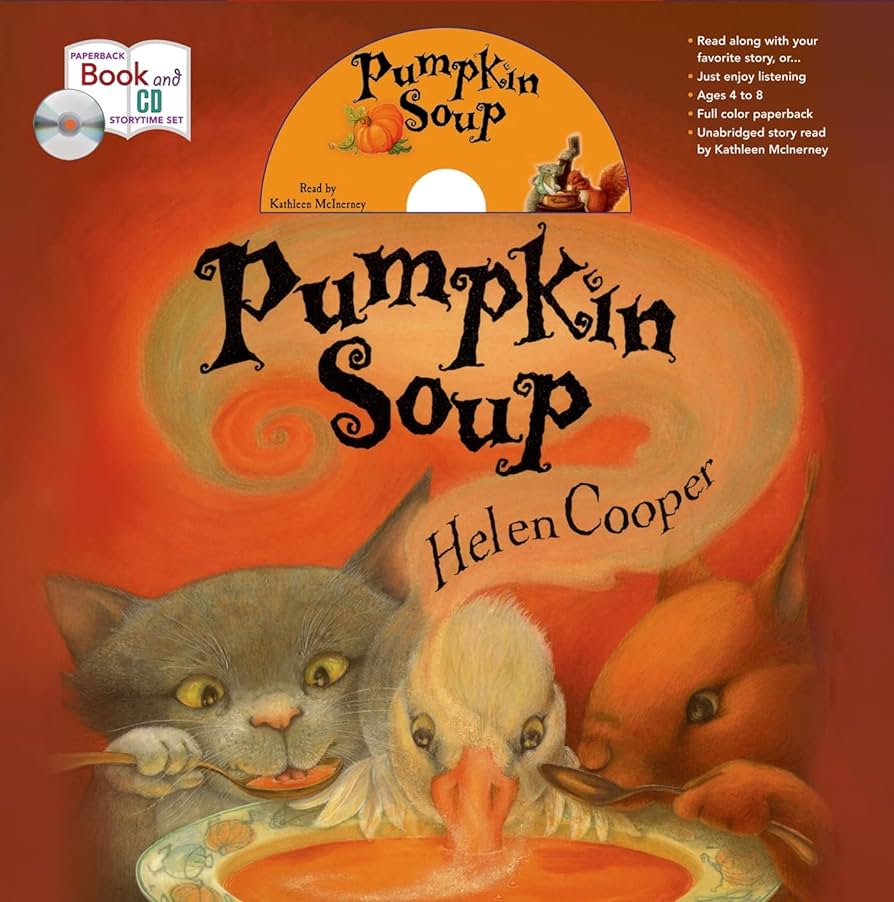 PAPERBACK
Book and
CD
STORYTIME SET
Pumpkin
Soup
Read by
Kathleen McInerney
• Read along with your
favorite story, or...
• Just enjoy listening
• Ages 4 to 8
• Full color paperback
• Unabridged story read
by Kathleen McInerney
Pumpkin
Soup
Helen Cooper